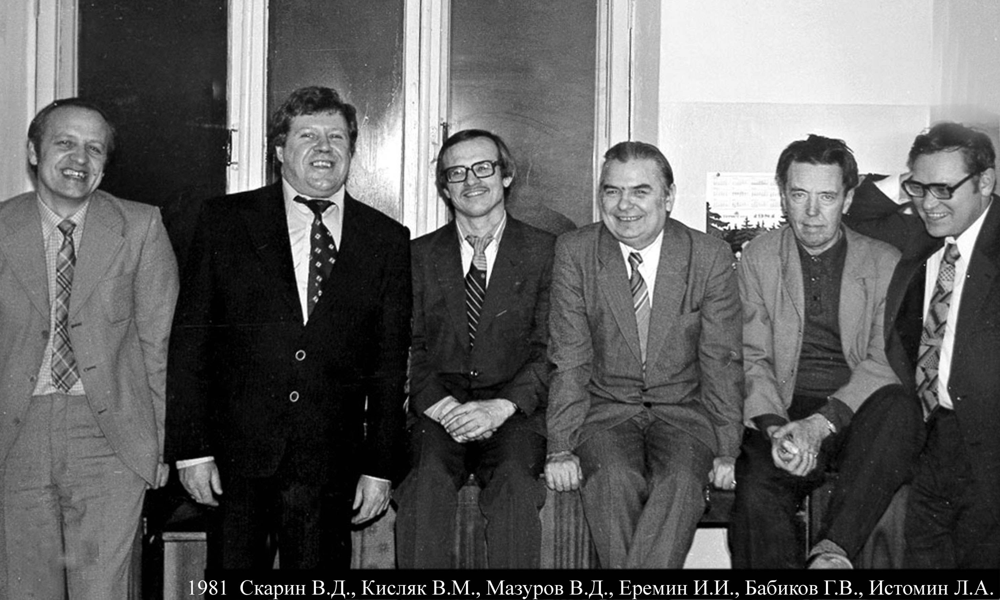 1981 Скарин В.Д., Кисляк В.М., Мазуров В.Д., Еремин И.И., Бабиков Г.В., Истомин Л.А.